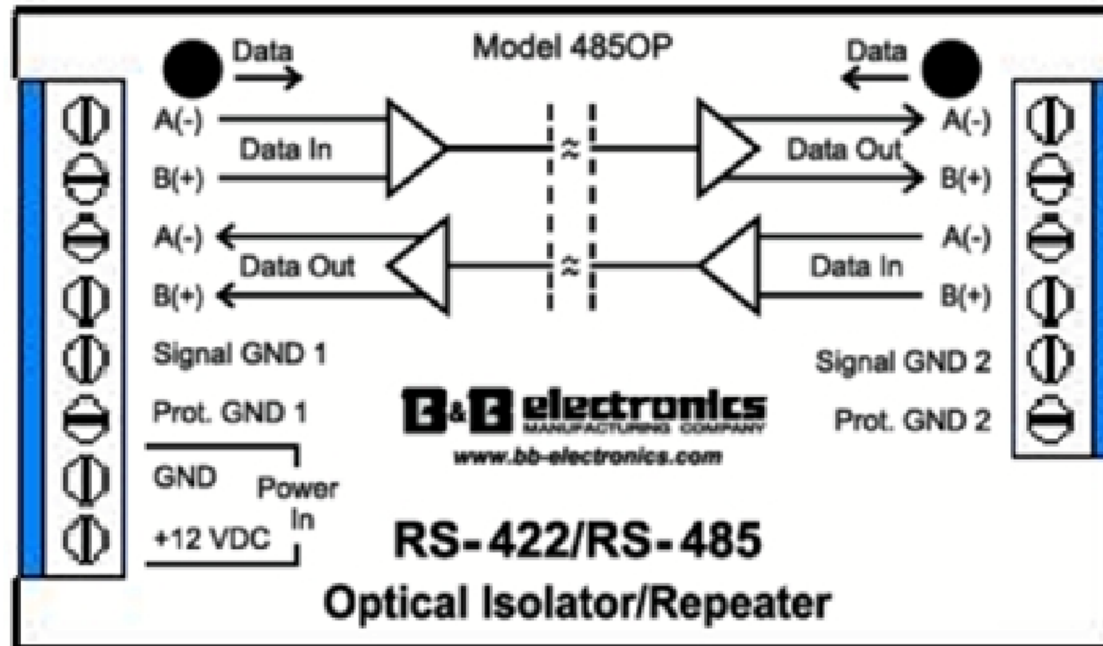 Model 485OP
Data
Data
A(-)
Data In
B(+)
A(-)
Data Out
B(+)
Signal GND 1
Prot. GND 1
GND
Power In
+12 VDC
Data Out
A(-)
B(+)
Data In
A(-)
B(+)
Signal GND 2
Prot. GND 2
B&B electronics
MANUFACTURING COMPANY
www.bb-electronics.com
RS-422/RS-485
Optical Isolator/Repeater